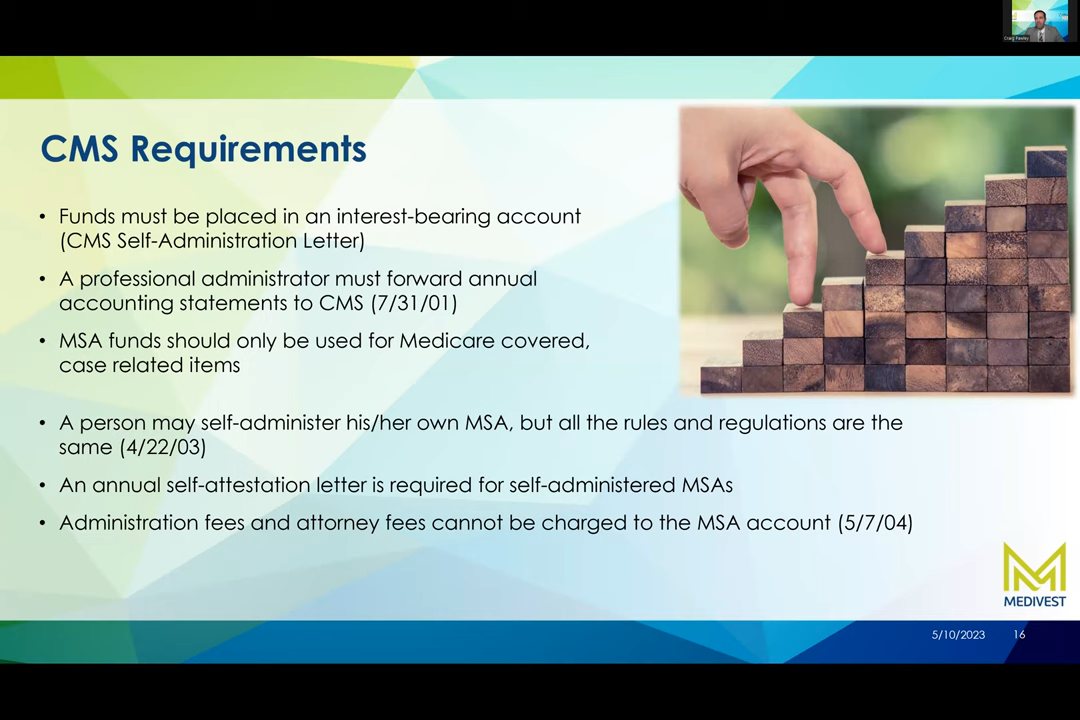 Craig Fawley
CMS Requirements
• Funds must be placed in an interest-bearing account
(CMS Self-Administration Letter)
• A professional administrator must forward annual
accounting statements to CMS (7/31/01)
• MSA funds should only be used for Medicare covered,
case related items
• A person may self-administer his/her own MSA, but all the rules and regulations are the
same (4/22/03)
• An annual self-attestation letter is required for self-administered MSAs
• Administration fees and attorney fees cannot be charged to the MSA account (5/7/04)
MEDIVEST
5/10/2023 16